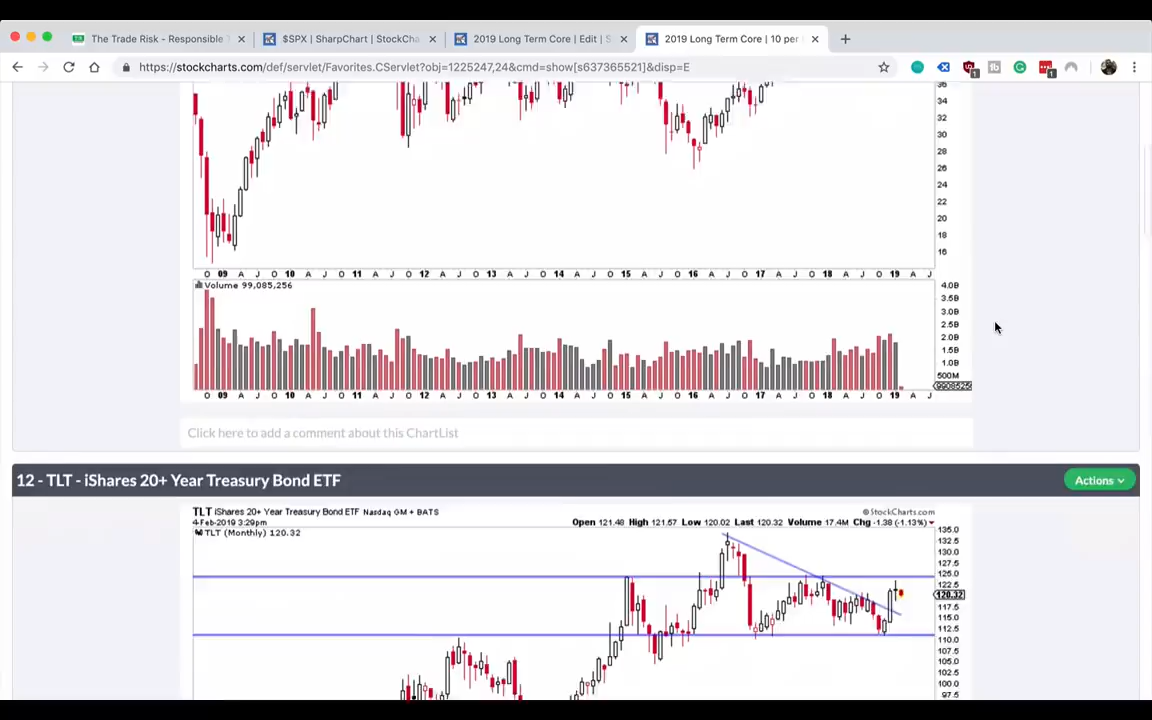 The Trade Risk - Responsible T
$SPX | SharpChart | StockCha
2019 Long Term Core | Edit | S
2019 Long Term Core | 10 per
https://stockcharts.com/def/servlet/Favorites.CServlet?obj=1225247,24&cmd=show[s637365521]&disp=E
36
34
32
30
28
26
24
22
20
18
16
O 09 A J O 10 A J O 11 A J O 12 A J O 13 A J O 14 A J O 15 A J O 16 A J O 17 A J O 18 A J O 19 A J
Volume 99,085,256
4.0B
3.5B
3.0B
2.5B
2.0B
1.5B
1.0B
500M
99085256
O 09 A J O 10 A J O 11 A J O 12 A J O 13 A J O 14 A J O 15 A J O 16 A J O 17 A J O 18 A J O 19 A J
Click here to add a comment about this ChartList
12 - TLT - iShares 20+ Year Treasury Bond ETF
Actions
TLT iShares 20+ Year Treasury Bond ETF Nasdaq GM + BATS
© StockCharts.com
4-Feb-2019 3:29pm
Open 121.48 High 121.57 Low 120.02 Last 120.32 Volume 17.4M Chg -1.38 (-1.13%)
TLT (Monthly) 120.32
135.0
132.5
130.0
127.5
125.0
122.5
120.32
117.5
115.0
112.5
110.0
107.5
105.0
102.5
100.0
97.5